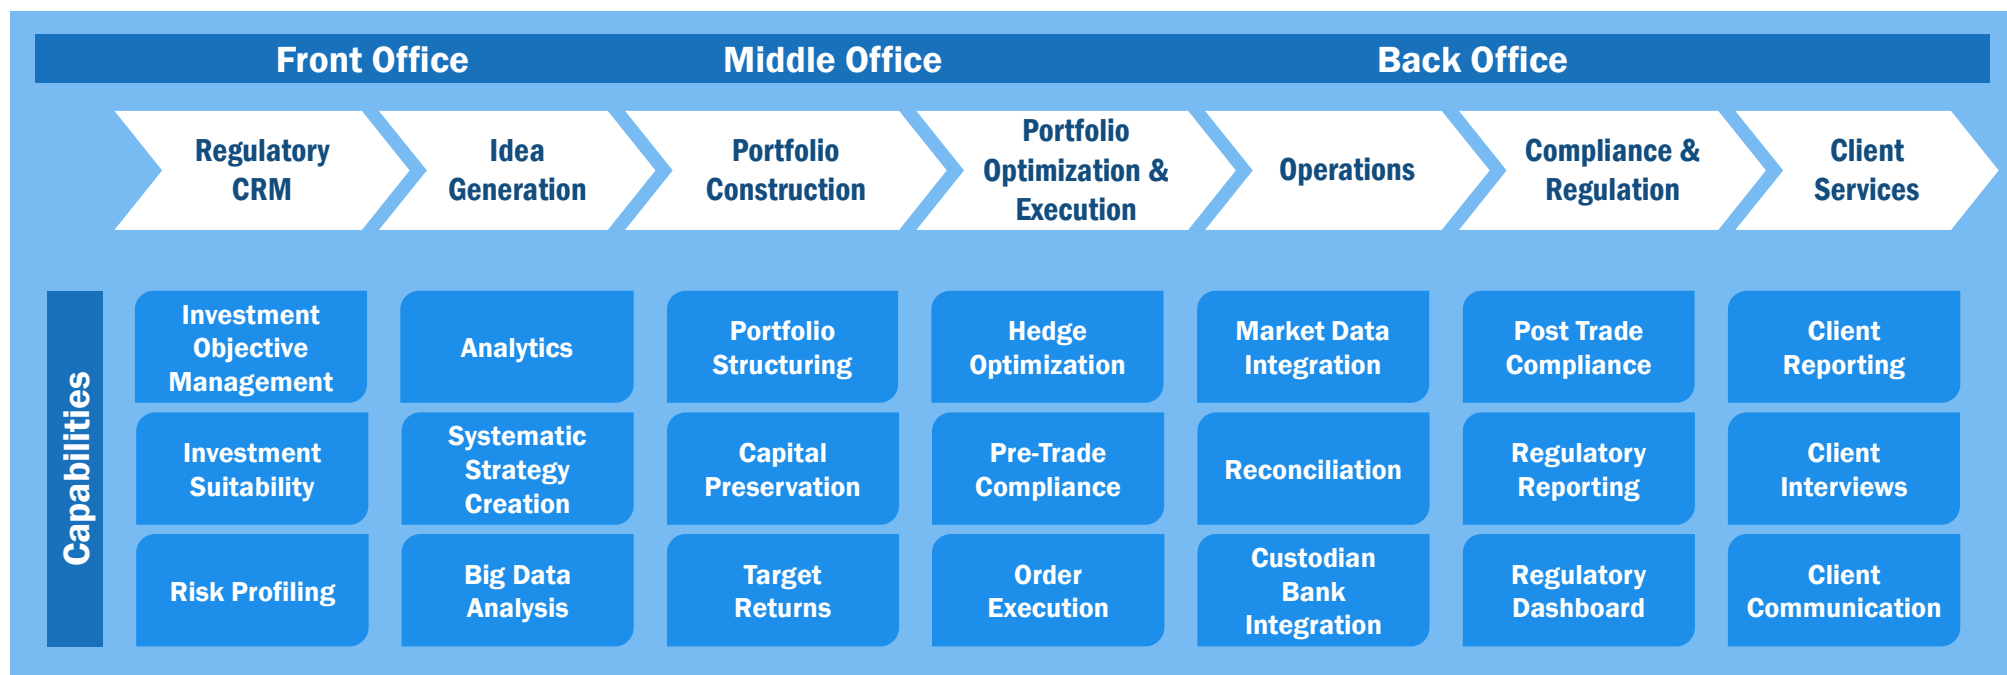 Front Office
Middle Office
Back Office
Regulatory
CRM
Idea
Generation
Portfolio
Construction
Portfolio
Optimization &
Execution
Operations
Compliance &
Regulation
Client
Services
Capabilities
Investment
Objective
Management
Analytics
Portfolio
Structuring
Hedge
Optimization
Market Data
Integration
Post Trade
Compliance
Client
Reporting
Investment
Suitability
Systematic
Strategy
Creation
Capital
Preservation
Pre-Trade
Compliance
Reconciliation
Regulatory
Reporting
Client
Interviews
Risk Profiling
Big Data
Analysis
Target
Returns
Order
Execution
Custodian
Bank
Integration
Regulatory
Dashboard
Client
Communication